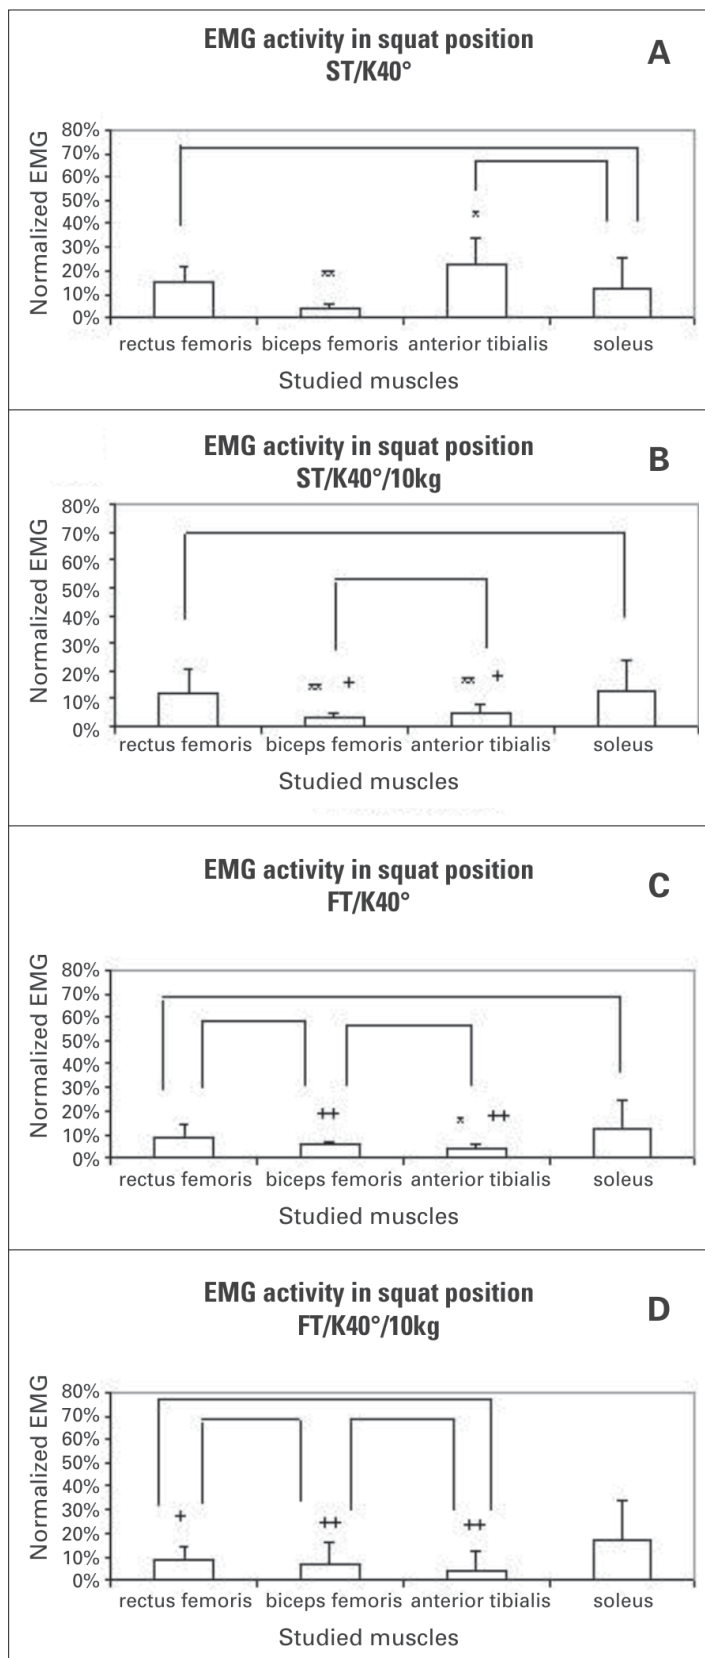 EMG activity in squat position
ST/K40°
A
Normalized EMG
80%
70%
60%
50%
40%
30%
20%
10%
0%
*
**
rectus femoris biceps femoris anterior tibialis soleus
Studied muscles
EMG activity in squat position
ST/K40°/10kg
B
Normalized EMG
80%
70%
60%
50%
40%
30%
20%
10%
0%
** + ** +
rectus femoris biceps femoris anterior tibialis soleus
Studied muscles
EMG activity in squat position
FT/K40°
C
Normalized EMG
80%
70%
60%
50%
40%
30%
20%
10%
0%
++ * ++
rectus femoris biceps femoris anterior tibialis soleus
Studied muscles
EMG activity in squat position
FT/K40°/10kg
D
Normalized EMG
80%
70%
60%
50%
40%
30%
20%
10%
0%
+ ++ ++
rectus femoris biceps femoris anterior tibialis soleus
Studied muscles